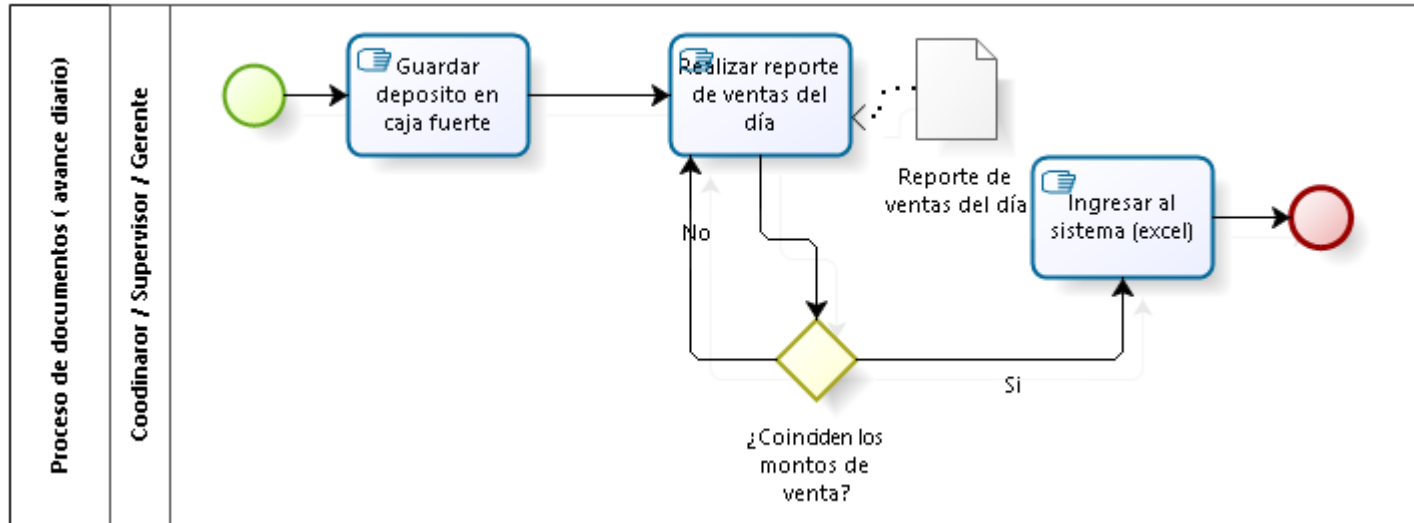 Proceso de documentos ( avance diario)
Coodinaror / Supervisor / Gerente
Guardar
deposito en
caja fuerte
Realizar reporte
de ventas del
día
Reporte de
ventas del día
No
¿Coinciden los
montos de
venta?
Si
Ingresar al
sistema (excel)